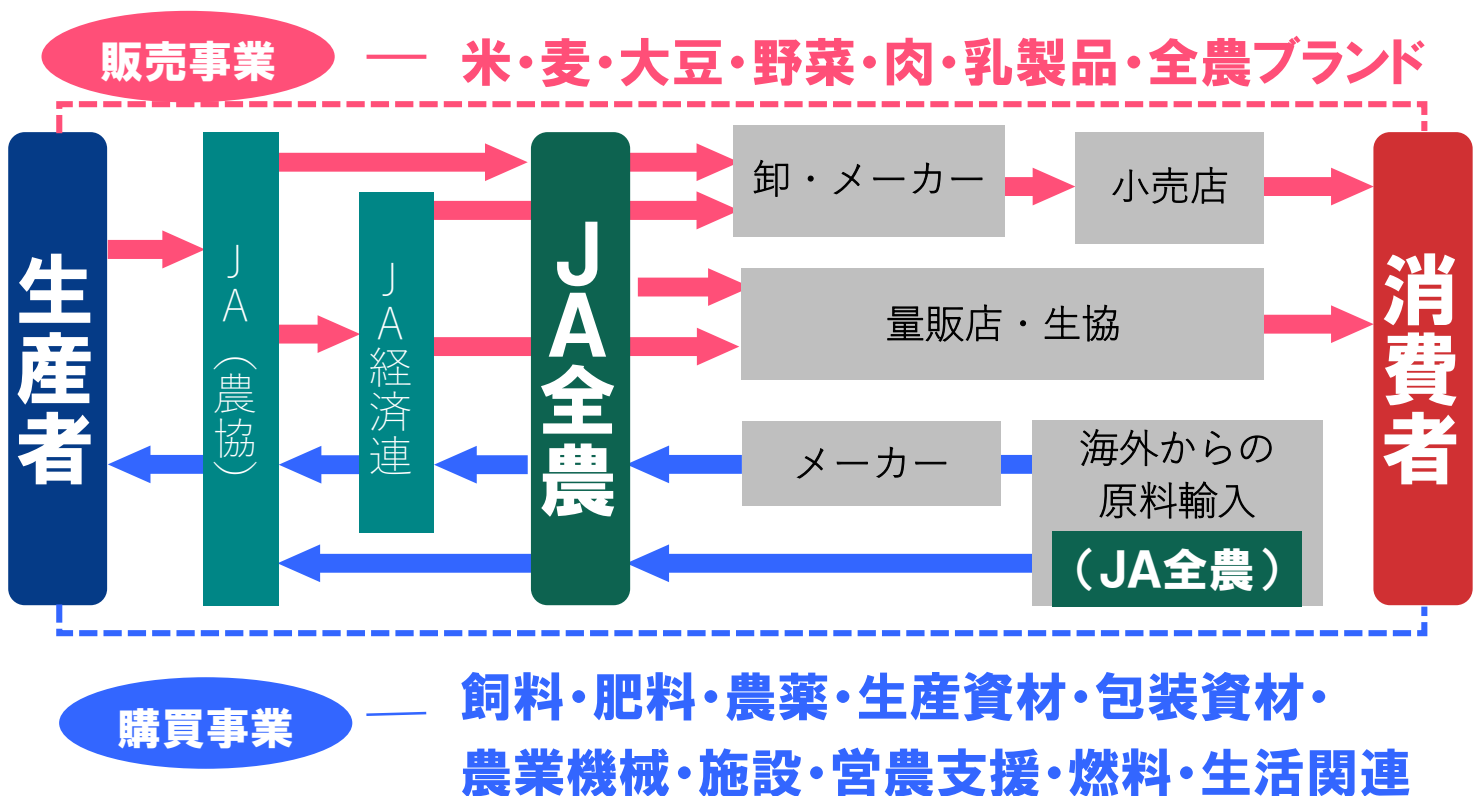 販売事業
米・麦・大豆・野菜・肉・乳製品・全農ブランド
生産者
JA（農協）
JA経済連
JA全農
卸・メーカー
小売店
量販店・生協
メーカー
海外からの
原料輸入
（JA全農）
消費者
購買事業
飼料・肥料・農薬・生産資材・包装資材・
農業機械・施設・営農支援・燃料・生活関連